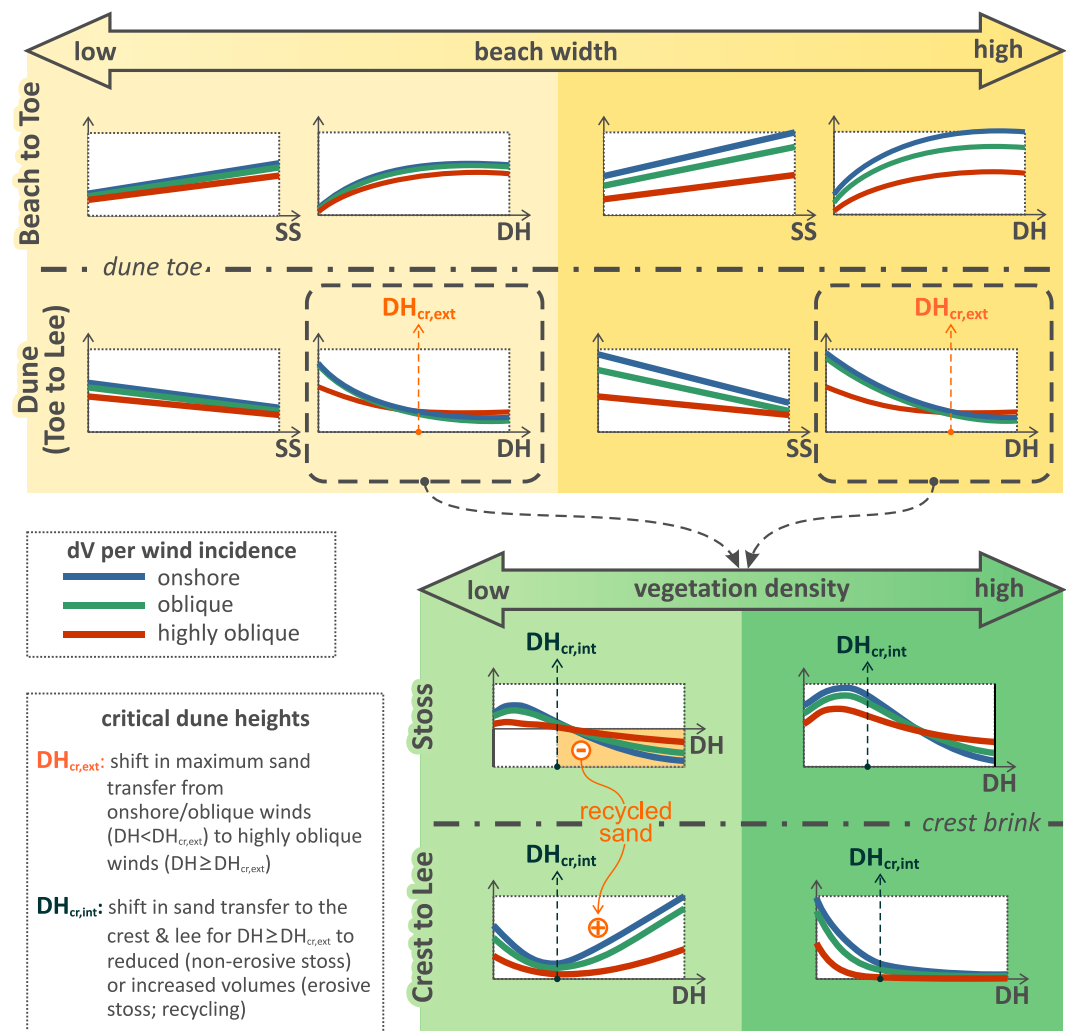 low
beach width
high
Beach to Toe
SS
DH
SS
DH
dune toe
Dune
(Toe to Lee)
DHcr,ext
DHcr,ext
SS
DH
SS
DH
dV per wind incidence
onshore
oblique
highly oblique
low
vegetation density
high
Stoss
DHcr,int
DHcr,int
DH
DH
recycled
sand
crest brink
Crest to Lee
DHcr,int
DHcr,int
DH
DH
critical dune heights
DHcr,ext: shift in maximum sand
transfer from
onshore/oblique winds
(DH<DHcr,ext) to highly oblique
winds (DH≥DHcr,ext)
DHcr,int: shift in sand transfer to the
crest & lee for DH≥DHcr,ext to
reduced (non-erosive stoss)
or increased volumes (erosive
stoss; recycling)